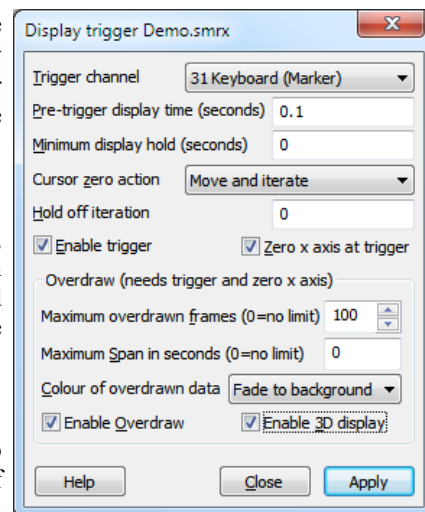 Display trigger Demo.smrx
Trigger channel 31 Keyboard (Marker)
Pre-trigger display time (seconds) 0.1
Minimum display hold (seconds) 0
Cursor zero action Move and iterate
Hold off iteration 0
Enable trigger Zero x axis at trigger
Overdraw (needs trigger and zero x axis)
Maximum overdrawn frames (0=no limit) 100
Maximum Span in seconds (0=no limit) 0
Colour of overdrawn data Fade to background
Enable Overdraw Enable 3D display
Help Close Apply